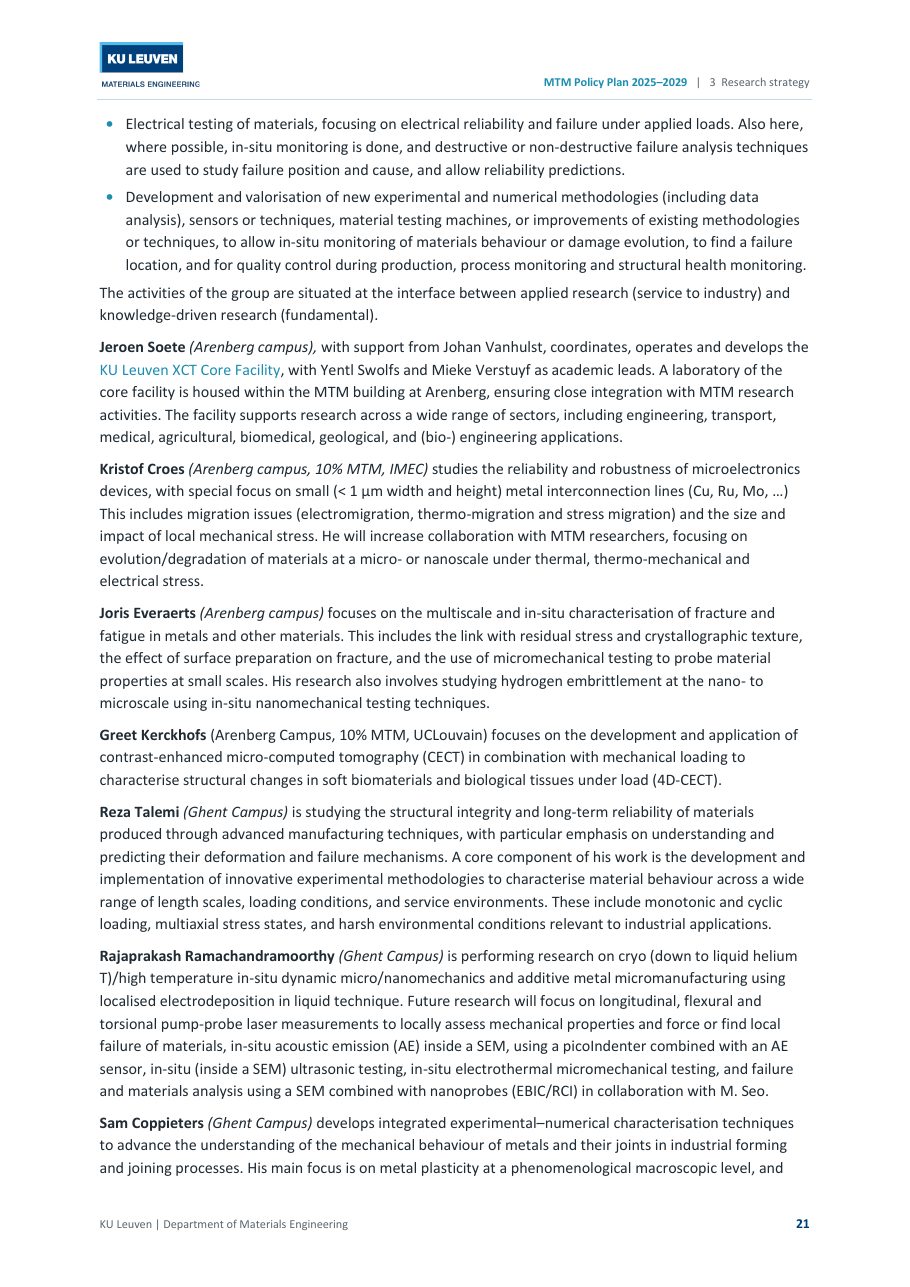 KU LEUVEN
MATERIALS ENGINEERING
MTM Policy Plan 2025–2029 | 3 Research strategy
• Electrical testing of materials, focusing on electrical reliability and failure under applied loads. Also here,
where possible, in-situ monitoring is done, and destructive or non-destructive failure analysis techniques
are used to study failure position and cause, and allow reliability predictions.
• Development and valorisation of new experimental and numerical methodologies (including data
analysis), sensors or techniques, material testing machines, or improvements of existing methodologies
or techniques, to allow in-situ monitoring of materials behaviour or damage evolution, to find a failure
location, and for quality control during production, process monitoring and structural health monitoring.
The activities of the group are situated at the interface between applied research (service to industry) and
knowledge-driven research (fundamental).
Jeroen Soete (Arenberg campus), with support from Johan Vanhulst, coordinates, operates and develops the
KU Leuven XCT Core Facility, with Yentl Swolfs and Mieke Verstuyf as academic leads. A laboratory of the
core facility is housed within the MTM building at Arenberg, ensuring close integration with MTM research
activities. The facility supports research across a wide range of sectors, including engineering, transport,
medical, agricultural, biomedical, geological, and (bio-) engineering applications.
Kristof Croes (Arenberg campus, 10% MTM, IMEC) studies the reliability and robustness of microelectronics
devices, with special focus on small (< 1 µm width and height) metal interconnection lines (Cu, Ru, Mo, …)
This includes migration issues (electromigration, thermo-migration and stress migration) and the size and
impact of local mechanical stress. He will increase collaboration with MTM researchers, focusing on
evolution/degradation of materials at a micro- or nanoscale under thermal, thermo-mechanical and
electrical stress.
Joris Everaerts (Arenberg campus) focuses on the multiscale and in-situ characterisation of fracture and
fatigue in metals and other materials. This includes the link with residual stress and crystallographic texture,
the effect of surface preparation on fracture, and the use of micromechanical testing to probe material
properties at small scales. His research also involves studying hydrogen embrittlement at the nano- to
microscale using in-situ nanomechanical testing techniques.
Greet Kerckhofs (Arenberg Campus, 10% MTM, UCLouvain) focuses on the development and application of
contrast-enhanced micro-computed tomography (CECT) in combination with mechanical loading to
characterise structural changes in soft biomaterials and biological tissues under load (4D-CECT).
Reza Talemi (Ghent Campus) is studying the structural integrity and long-term reliability of materials
produced through advanced manufacturing techniques, with particular emphasis on understanding and
predicting their deformation and failure mechanisms. A core component of his work is the development and
implementation of innovative experimental methodologies to characterise material behaviour across a wide
range of length scales, loading conditions, and service environments. These include monotonic and cyclic
loading, multiaxial stress states, and harsh environmental conditions relevant to industrial applications.
Rajaprakash Ramachandramoorthy (Ghent Campus) is performing research on cryo (down to liquid helium
T)/high temperature in-situ dynamic micro/nanomechanics and additive metal micromanufacturing using
localised electrodeposition in liquid technique. Future research will focus on longitudinal, flexural and
torsional pump-probe laser measurements to locally assess mechanical properties and force or find local
failure of materials, in-situ acoustic emission (AE) inside a SEM, using a picoIndenter combined with an AE
sensor, in-situ (inside a SEM) ultrasonic testing, in-situ electrothermal micromechanical testing, and failure
and materials analysis using a SEM combined with nanoprobes (EBIC/RCI) in collaboration with M. Seo.
Sam Coppieters (Ghent Campus) develops integrated experimental–numerical characterisation techniques
to advance the understanding of the mechanical behaviour of metals and their joints in industrial forming
and joining processes. His main focus is on metal plasticity at a phenomenological macroscopic level, and
KU Leuven | Department of Materials Engineering
21